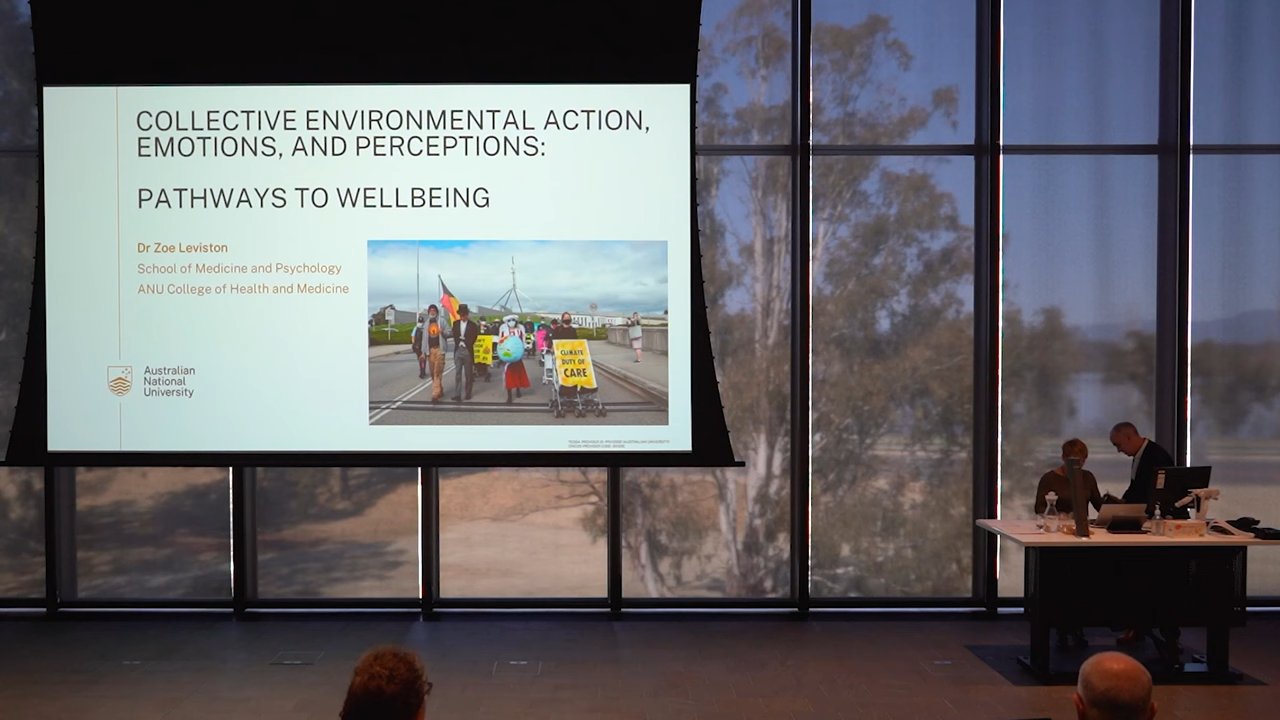 COLLECTIVE ENVIRONMENTAL ACTION,
EMOTIONS, AND PERCEPTIONS:
PATHWAYS TO WELLBEING
Dr Zoe Leviston
School of Medicine and Psychology
ANU College of Health and Medicine
CLIMATE
DUTY OF
CARE
Australian
National
University